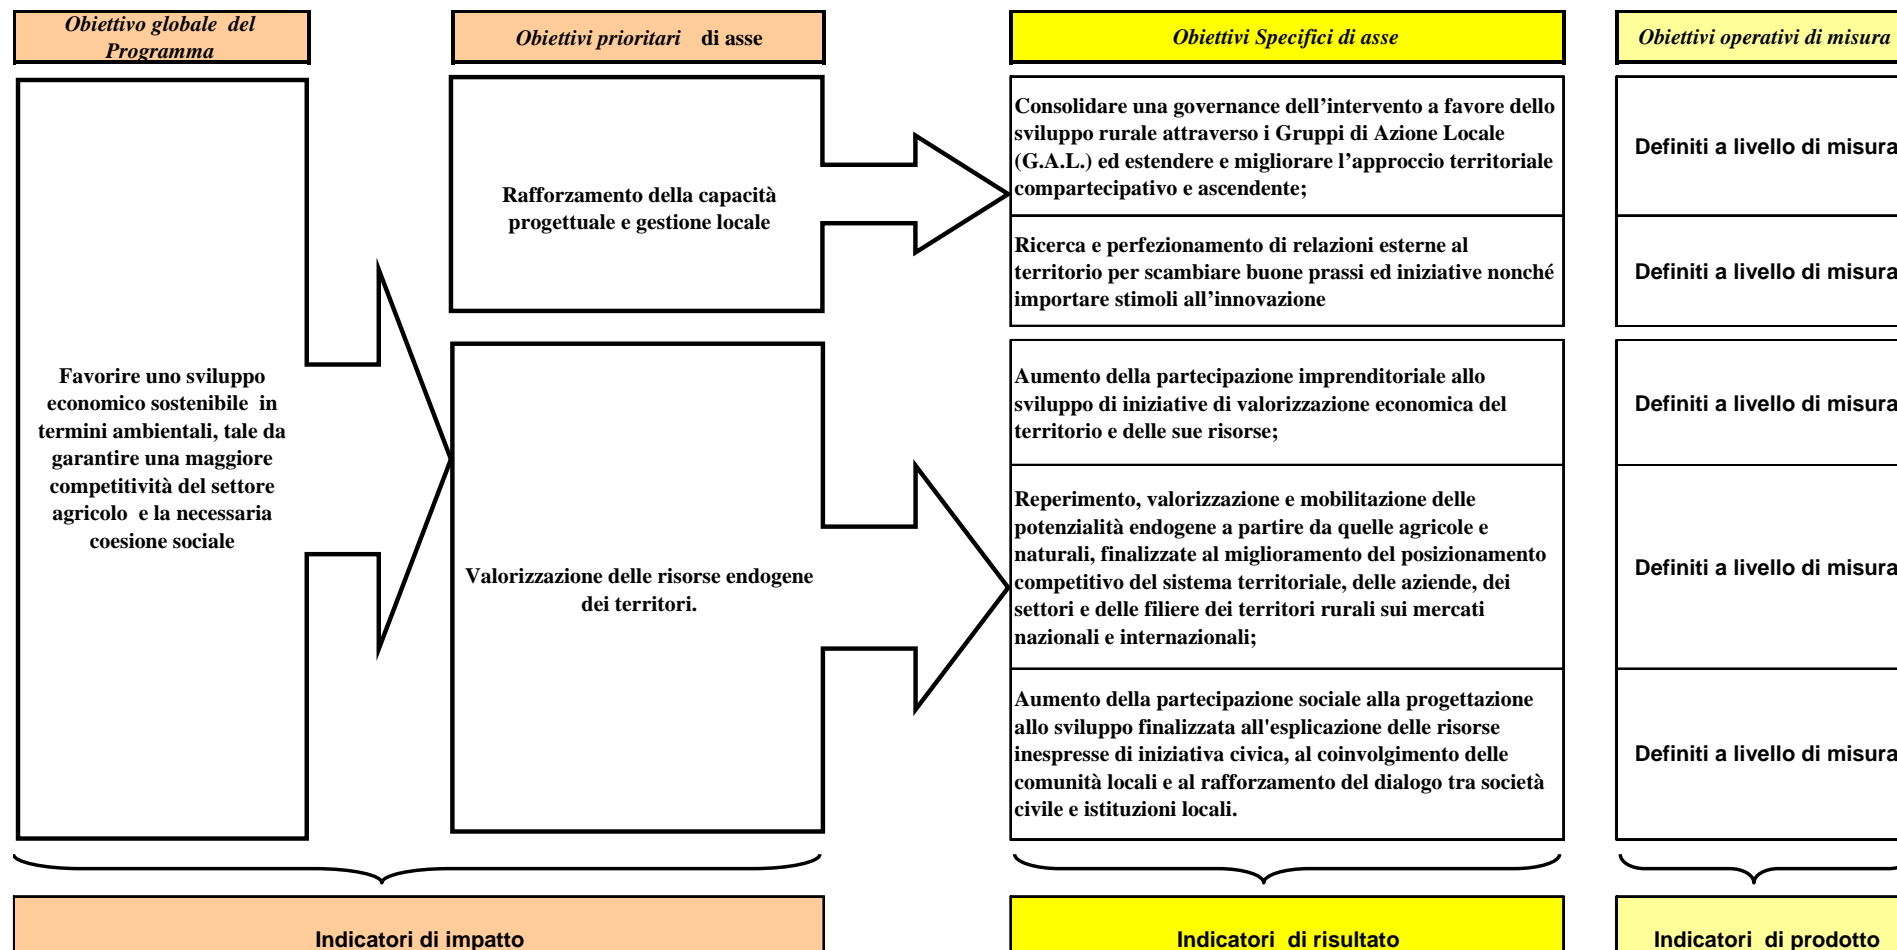 Obiettivo globale del
Programma
Obiettivi prioritari di asse
Obiettivi Specifici di asse
Obiettivi operativi di misura
Favorire uno sviluppo
economico sostenibile in
termini ambientali, tale da
garantire una maggiore
competitività del settore
agricolo e la necessaria
coesione sociale
Rafforzamento della capacità
progettuale e gestione locale
Consolidare una governance dell’intervento a favore dello
sviluppo rurale attraverso i Gruppi di Azione Locale
(G.A.L.) ed estendere e migliorare l’approccio territoriale
compartecipativo e ascendente;
Definiti a livello di misura
Ricerca e perfezionamento di relazioni esterne al
territorio per scambiare buone prassi ed iniziative nonché
importare stimoli all’innovazione
Definiti a livello di misura
Valorizzazione delle risorse endogene
dei territori.
Aumento della partecipazione imprenditoriale allo
sviluppo di iniziative di valorizzazione economica del
territorio e delle sue risorse;
Definiti a livello di misura
Reperimento, valorizzazione e mobilitazione delle
potenzialità endogene a partire da quelle agricole e
naturali, finalizzate al miglioramento del posizionamento
competitivo del sistema territoriale, delle aziende, dei
settori e delle filiere dei territori rurali sui mercati
nazionali e internazionali;
Definiti a livello di misura
Aumento della partecipazione sociale alla progettazione
allo sviluppo finalizzata all'esplicazione delle risorse
inespresse di iniziativa civica, al coinvolgimento delle
comunità locali e al rafforzamento del dialogo tra società
civile e istituzioni locali.
Definiti a livello di misura
Indicatori di impatto
Indicatori di risultato
Indicatori di prodotto